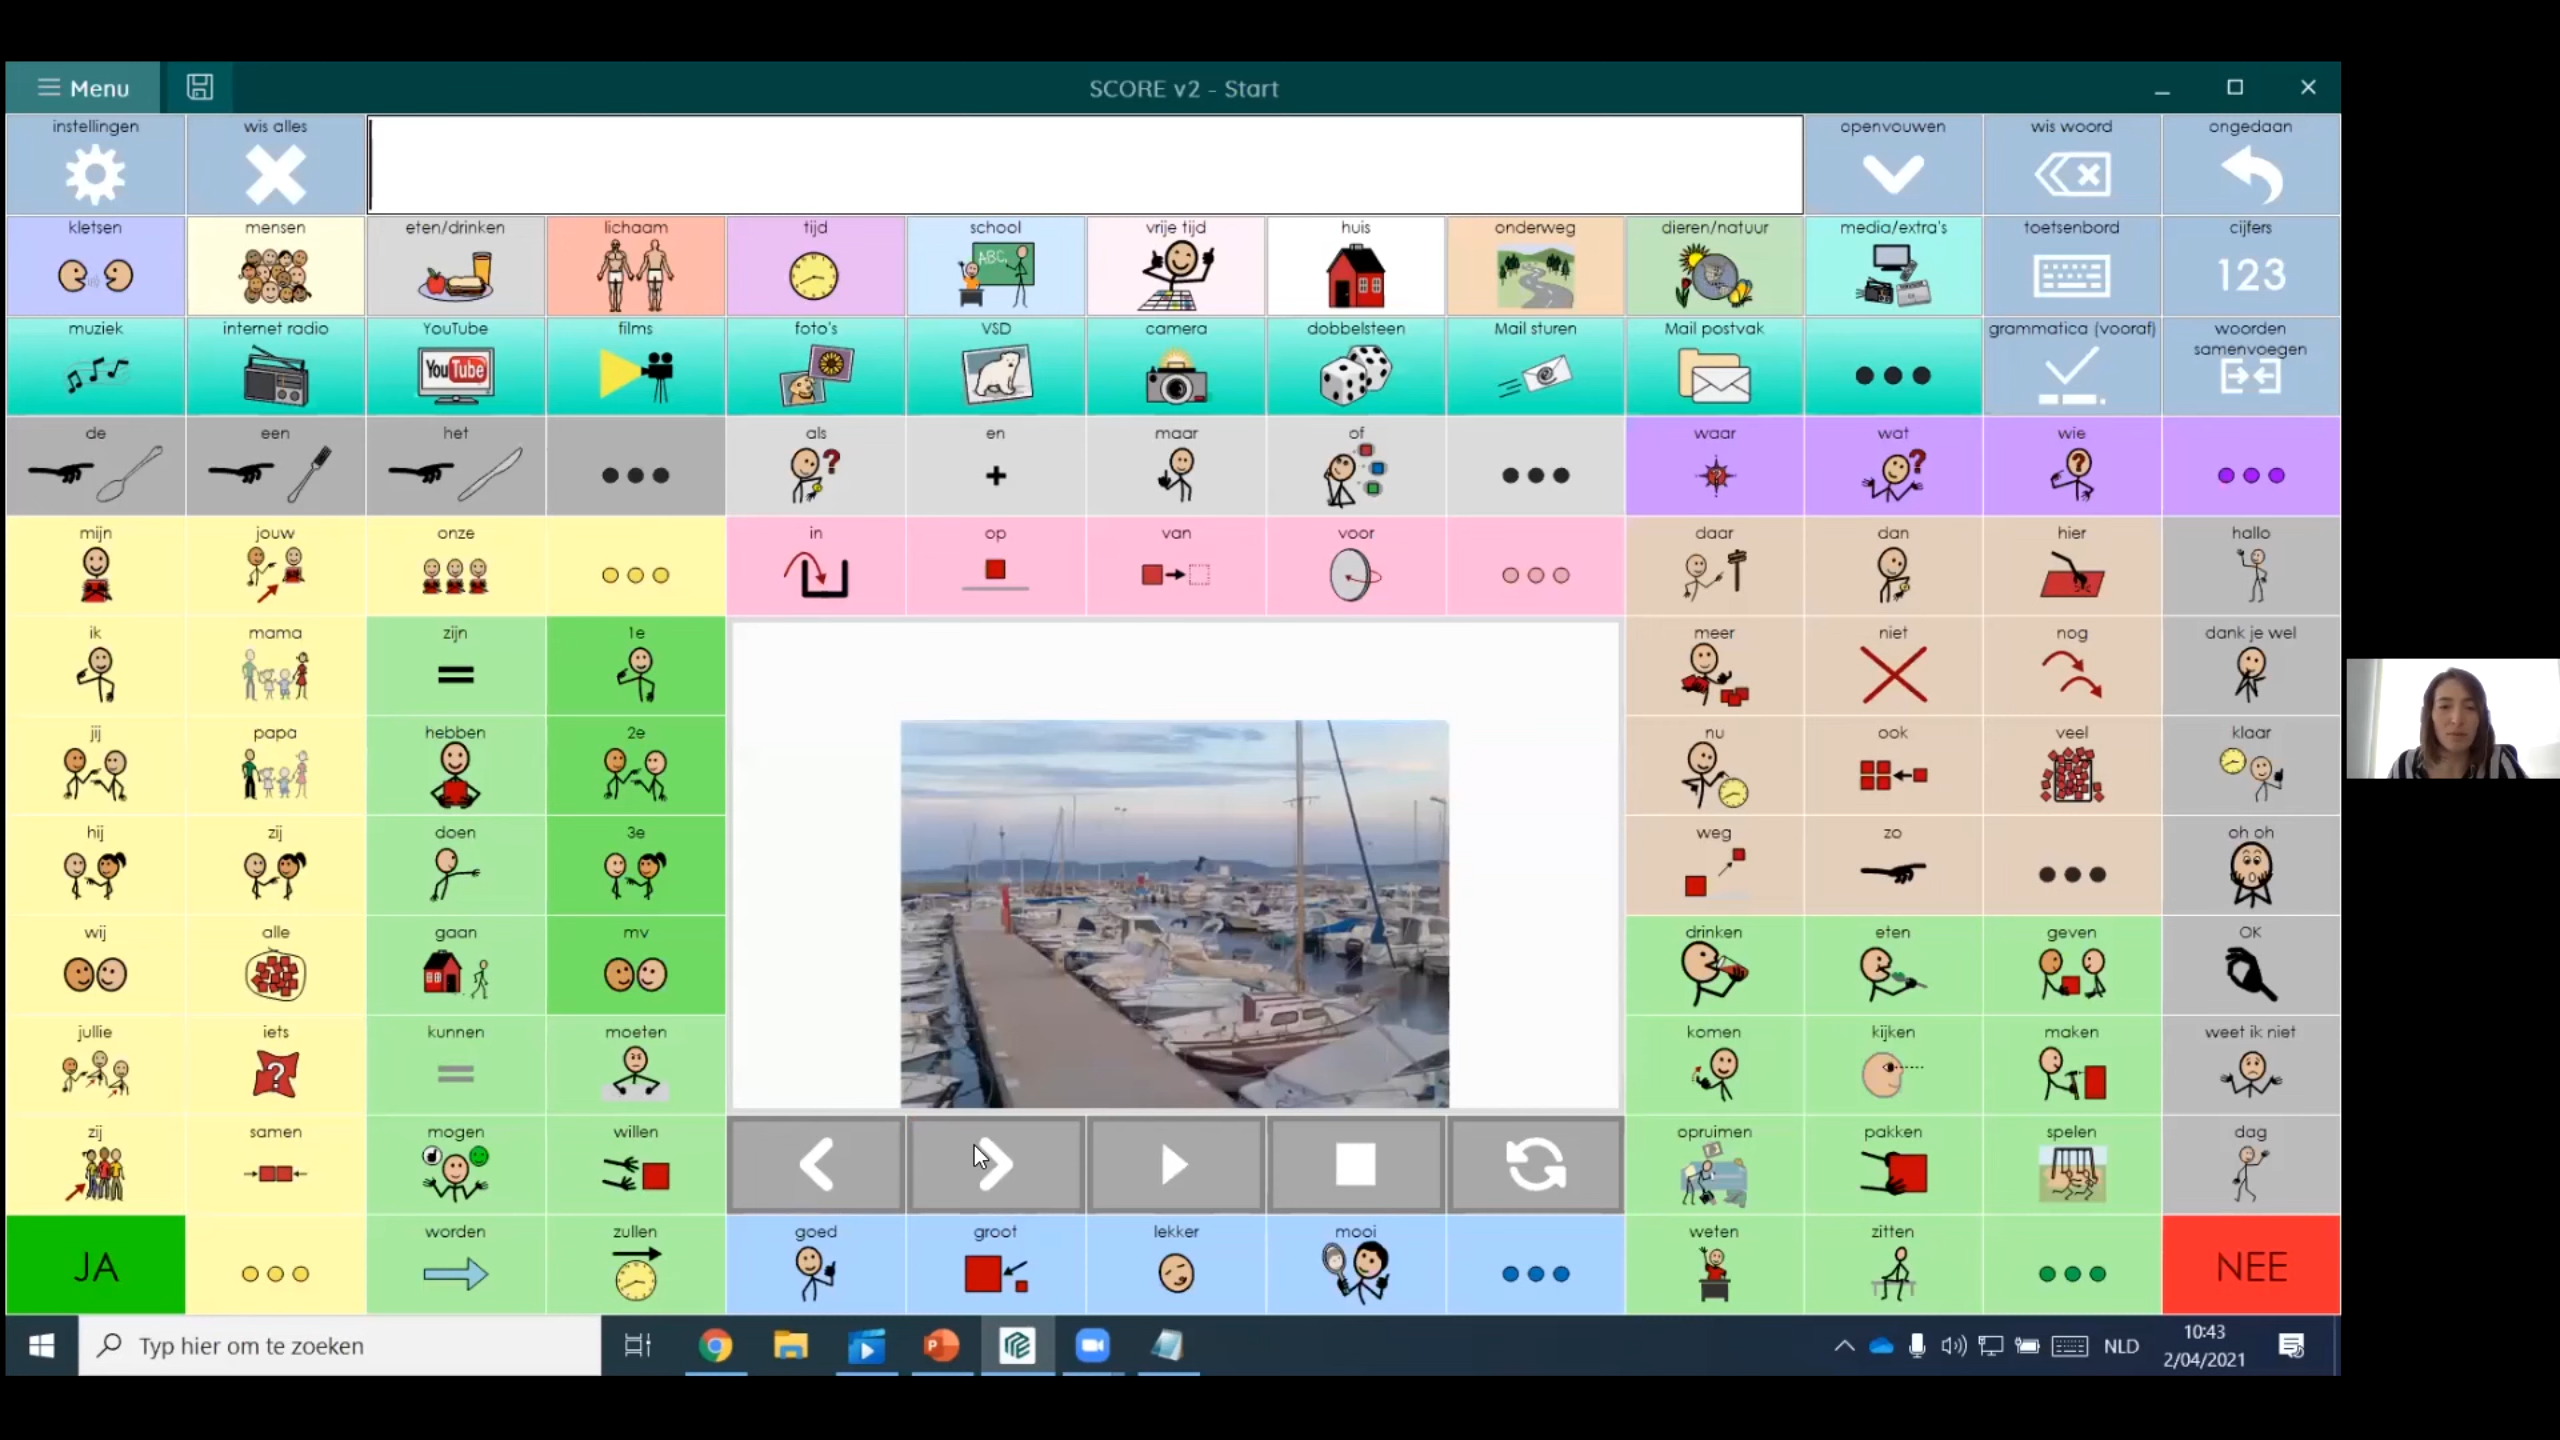 Menu
SCORE v2 - Start
instellingen
wis alles
openvouwen
wis woord
ongedaan
kletsen
mensen
eten/drinken
lichaam
tijd
school
vrije tijd
huis
onderweg
dieren/natuur
media/extra's
toetsenbord
cijfers
ABC
123
muziek
internet radio
YouTube
films
foto's
VSD
camera
dobbelsteen
Mail sturen
Mail postvak
grammatica (vooraf)
woorden
samenvoegen
YouTube
de
een
het
als
en
maar
of
waar
wat
wie
mijn
jouw
onze
in
op
van
voor
daar
dan
hier
hallo
ik
mama
zijn
1e
meer
niet
nog
dank je wel
jij
papa
hebben
2e
nu
ook
veel
klaar
hij
zij
doen
3e
weg
zo
oh oh
wij
alle
gaan
mv
drinken
eten
geven
OK
jullie
iets
kunnen
moeten
komen
kijken
maken
weet ik niet
zij
samen
mogen
willen
opruimen
pakken
spelen
dag
JA
worden
zullen
goed
groot
lekker
mooi
weten
zitten
NEE
Typ hier om te zoeken
NLD
10:43
2/04/2021